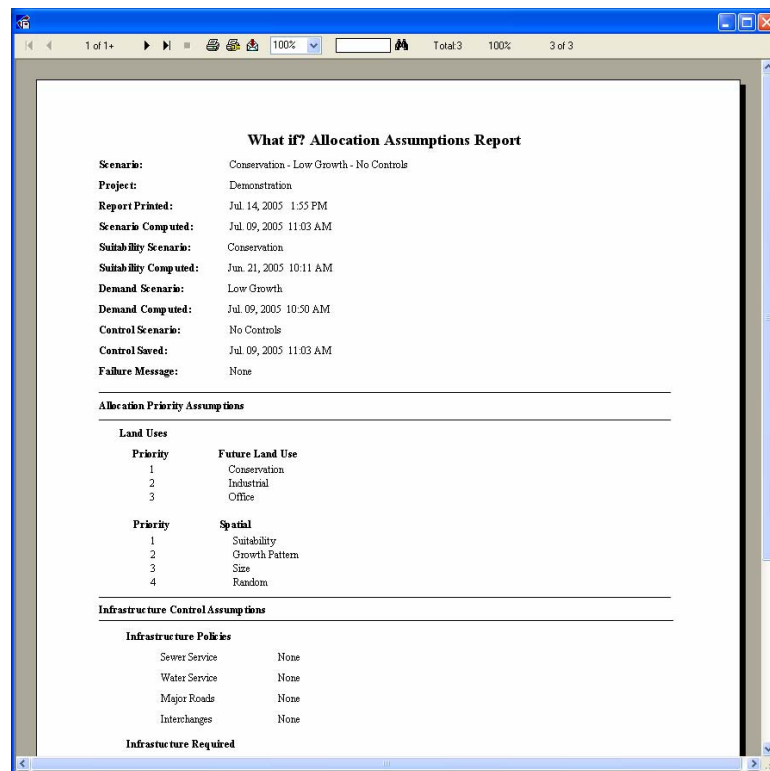 1 of 1+ 100% Total:3 100% 3 of 3
What if? Allocation Assumptions Report
Scenario: Conservation - Low Growth - No Controls
Project: Demonstration
Report Printed: Jul. 14, 2005 1:55 PM
Scenario Computed: Jul. 09, 2005 11:03 AM
Suitability Scenario: Conservation
Suitability Computed: Jun. 21, 2005 10:11 AM
Demand Scenario: Low Growth
Demand Computed: Jul. 09, 2005 10:50 AM
Control Scenario: No Controls
Control Saved: Jul. 09, 2005 11:03 AM
Failure Message: None
Allocation Priority Assumptions
Land Uses
Priority Future Land Use
1 Conservation
2 Industrial
3 Office
Priority Spatial
1 Suitability
2 Growth Pattern
3 Size
4 Random
Infrastructure Control Assumptions
Infrastructure Policies
Sewer Service None
Water Service None
Major Roads None
Interchanges None
Infrastucture Required